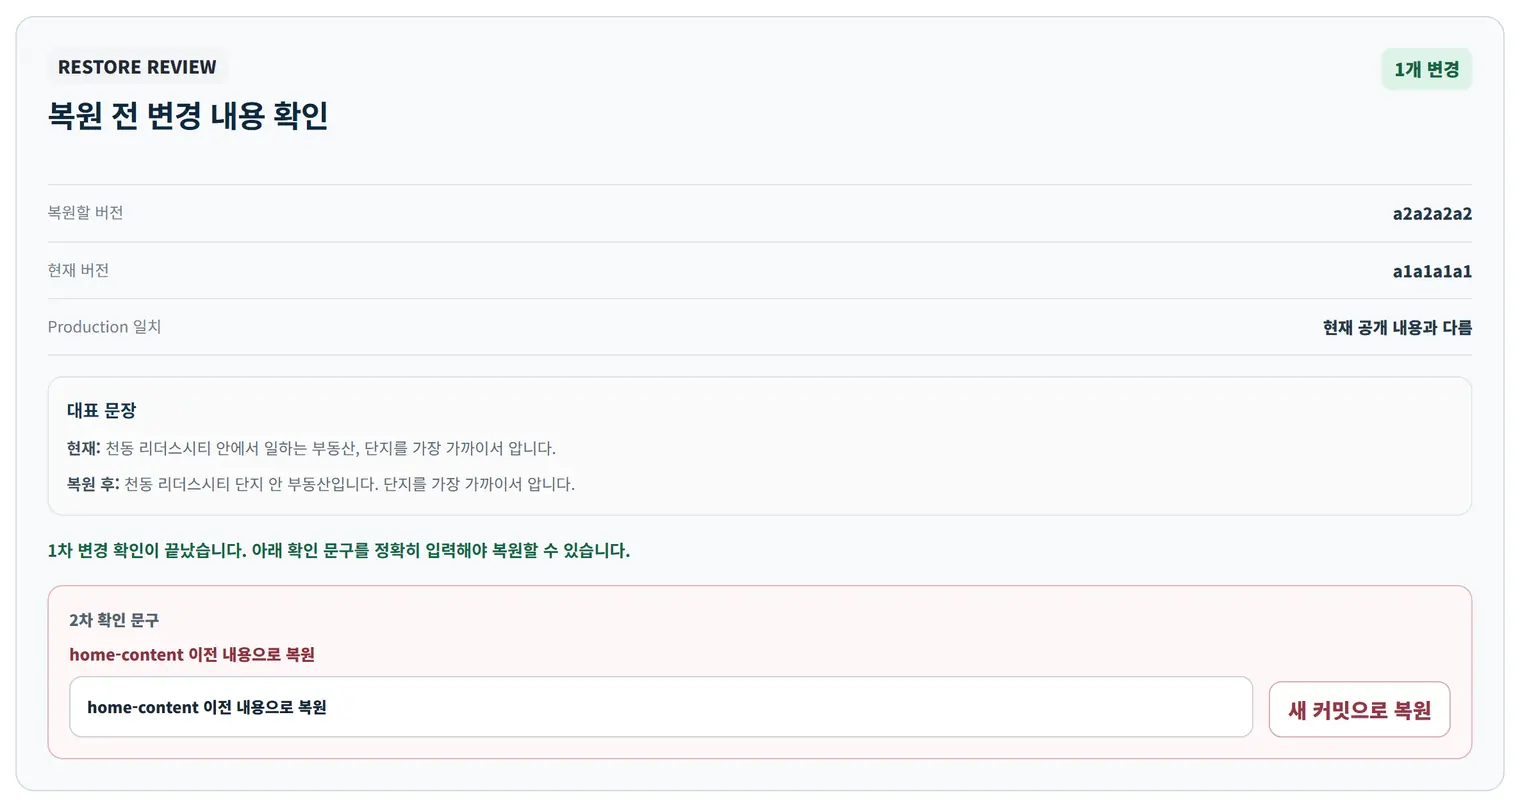 RESTORE REVIEW
1개 변경
복원 전 변경 내용 확인
복원할 버전
a2a2a2a2
현재 버전
a1a1a1a1
Production 일치
현재 공개 내용과 다름
대표 문장
현재: 천동 리더스시티 안에서 일하는 부동산, 단지를 가장 가까이서 압니다.
복원 후: 천동 리더스시티 단지 안 부동산입니다. 단지를 가장 가까이서 압니다.
1차 변경 확인이 끝났습니다. 아래 확인 문구를 정확히 입력해야 복원할 수 있습니다.
2차 확인 문구
home-content 이전 내용으로 복원
home-content 이전 내용으로 복원
새 커밋으로 복원